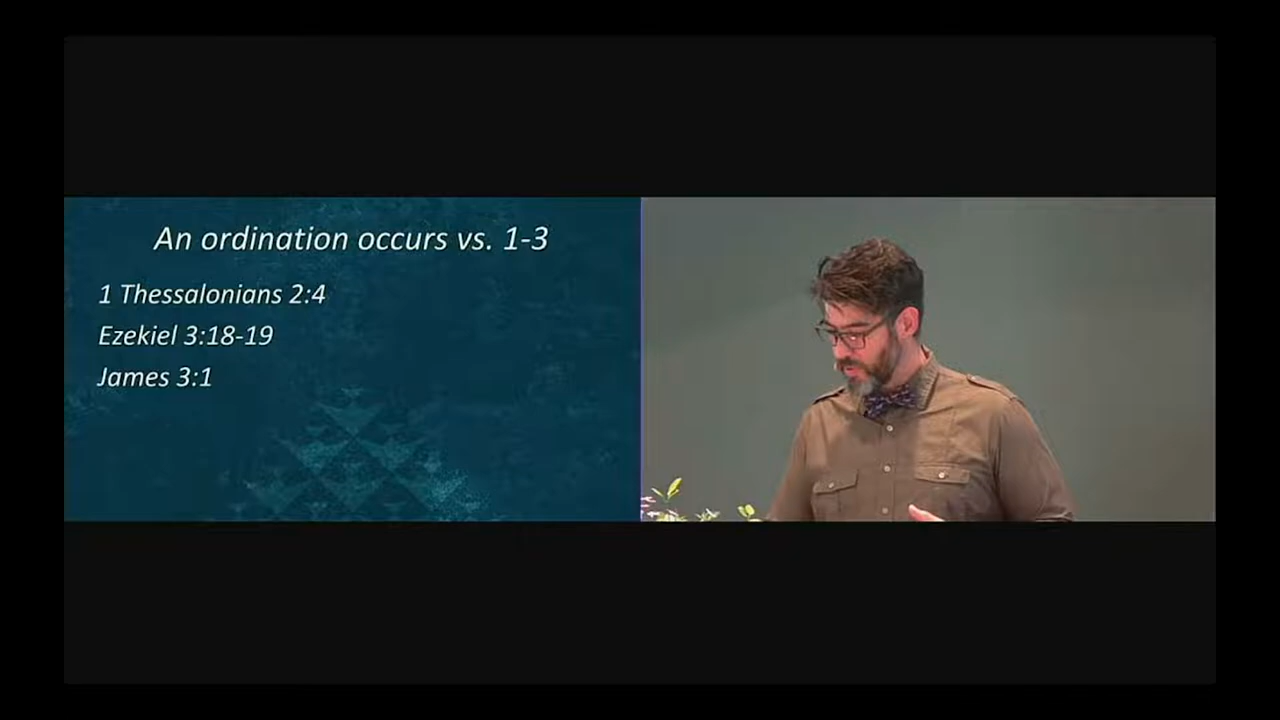 An ordination occurs vs. 1-3
1 Thessalonians 2:4
Ezekiel 3:18-19
James 3:1